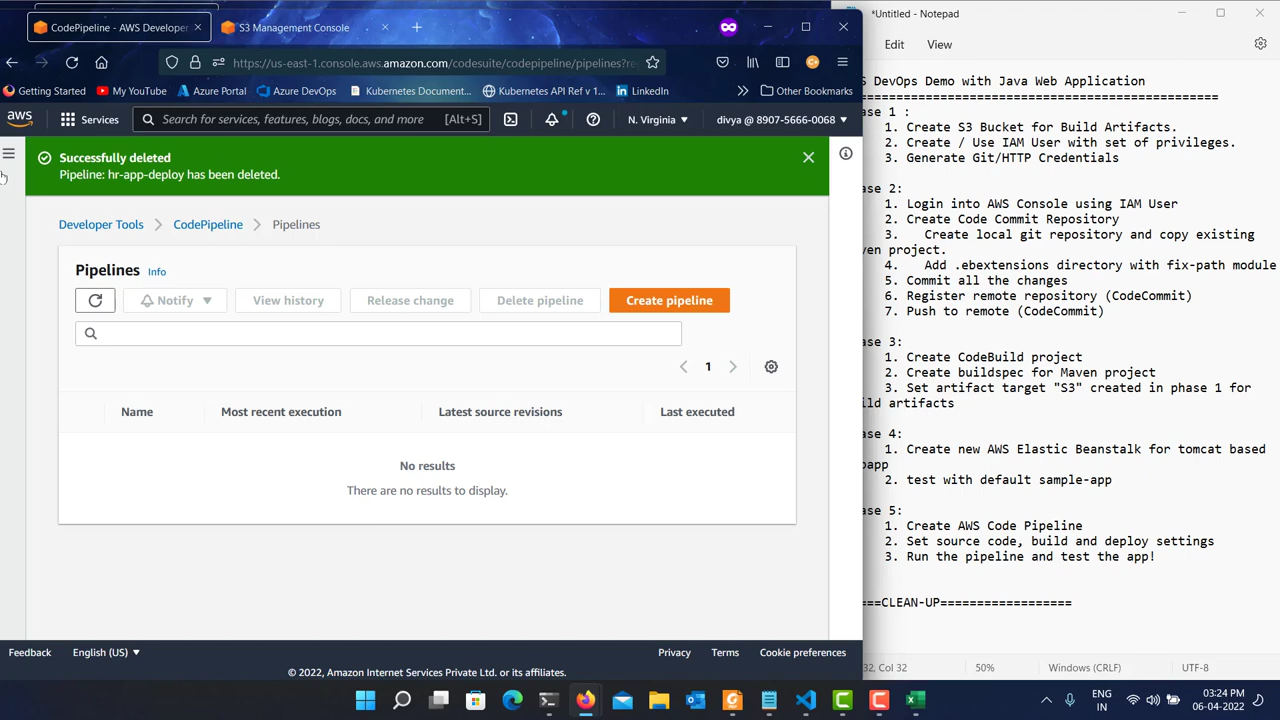 CodePipeline - AWS Developer
S3 Management Console
https://us-east-1.console.aws.amazon.com/codesuite/codepipeline/pipelines?re
Getting Started
My YouTube
Azure Portal
Azure DevOps
Kubernetes Document...
Kubernetes API Ref v 1...
LinkedIn
Other Bookmarks
aws
Services
Search for services, features, blogs, docs, and more
[Alt+S]
N. Virginia
divya @ 8907-5666-0068
Successfully deleted
Pipeline: hr-app-deploy has been deleted.
Developer Tools
CodePipeline
Pipelines
Pipelines
Info
Notify
View history
Release change
Delete pipeline
Create pipeline
1
Name
Most recent execution
Latest source revisions
Last executed
No results
There are no results to display.
Feedback
English (US)
Privacy
Terms
Cookie preferences
© 2022, Amazon Internet Services Private Ltd. or its affiliates.
*Untitled - Notepad
Edit
View
S DevOps Demo with Java Web Application
===============================================
ase 1 :
1. Create S3 Bucket for Build Artifacts.
2. Create / Use IAM User with set of privileges.
3. Generate Git/HTTP Credentials
ase 2:
1. Login into AWS Console using IAM User
2. Create Code Commit Repository
3. Create local git repository and copy existing
ven project.
4. Add .ebextensions directory with fix-path module
5. Commit all the changes
6. Register remote repository (CodeCommit)
7. Push to remote (CodeCommit)
ase 3:
1. Create CodeBuild project
2. Create buildspec for Maven project
3. Set artifact target "S3" created in phase 1 for
ild artifacts
ase 4:
1. Create new AWS Elastic Beanstalk for tomcat based
bapp
2. test with default sample-app
ase 5:
1. Create AWS Code Pipeline
2. Set source code, build and deploy settings
3. Run the pipeline and test the app!
===CLEAN-UP==================
32, Col 32
50%
Windows (CRLF)
UTF-8
ENG
IN
03:24 PM
06-04-2022